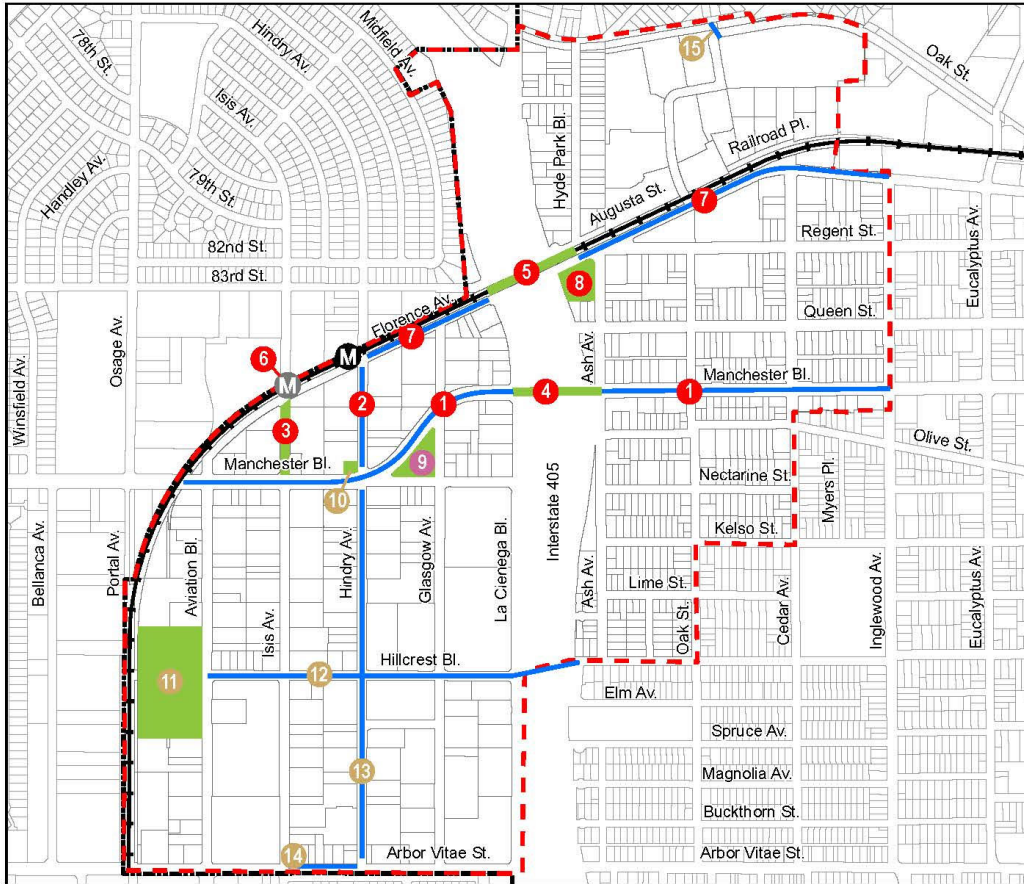 78th St.
Hindry Av.
Midfield Av.
Isis Av.
Handley Av.
79th St.
82nd St.
83rd St.
15
Oak St.
Hyde Park Bl.
Railroad Pl.
Augusta St.
7
Regent St.
Eucalyptus Av.
5
8
Queen St.
Florence Av.
7
Osage Av.
Winsfield Av.
6
M
M
Ash Av.
Manchester Bl.
2
1
4
1
3
Manchester Bl.
9
10
Olive St.
Nectarine St.
Myers Pl.
Kelso St.
Interstate 405
Bellanca Av.
Portal Av.
Aviation Bl.
Isis Av.
Hindry Av.
Glasgow Av.
La Cienega Bl.
Ash Av.
Lime St.
Oak St.
Cedar Av.
Inglewood Av.
Eucalyptus Av.
Hillcrest Bl.
11
12
Elm Av.
Spruce Av.
13
Magnolia Av.
Buckthorn St.
14
Arbor Vitae St.
Arbor Vitae St.